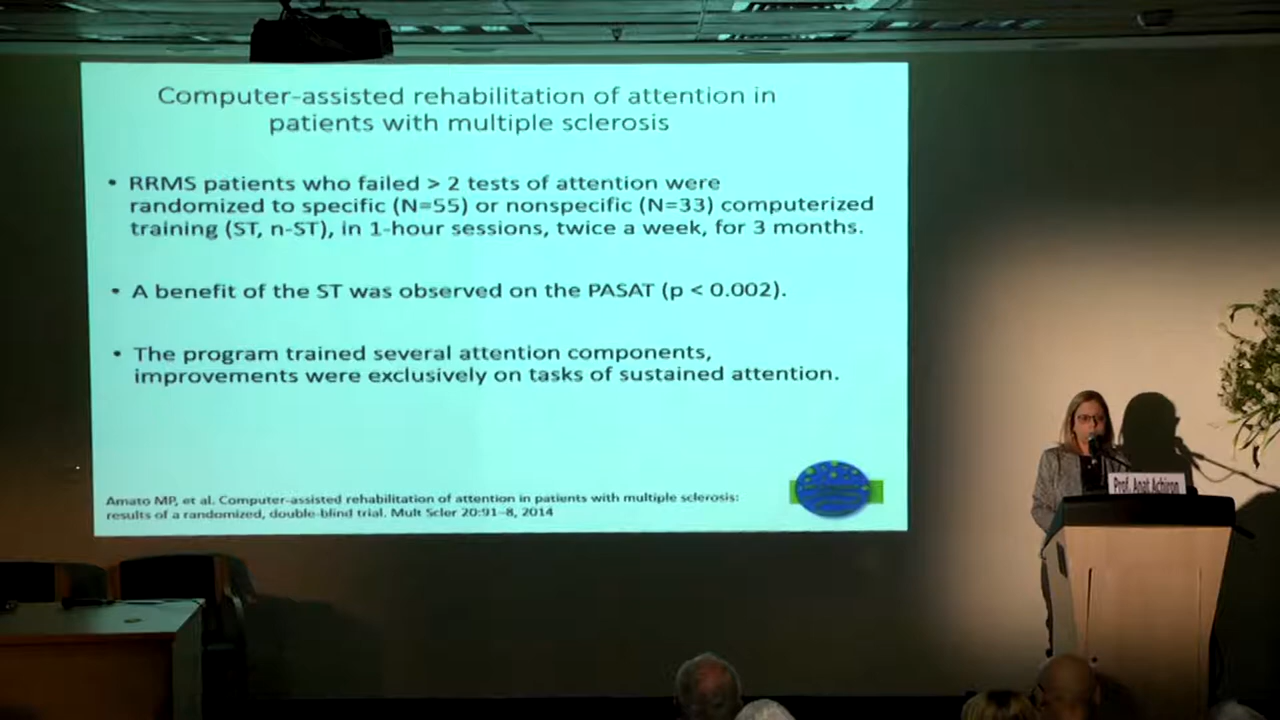 Computer-assisted rehabilitation of attention in
patients with multiple sclerosis
• RRMS patients who failed > 2 tests of attention were
randomized to specific (N=55) or nonspecific (N=33) computerized
training (ST, n-ST), in 1-hour sessions, twice a week, for 3 months.
• A benefit of the ST was observed on the PASAT (p < 0.002).
• The program trained several attention components,
improvements were exclusively on tasks of sustained attention.
Amato MP, et al. Computer-assisted rehabilitation of attention in patients with multiple sclerosis:
results of a randomized, double-blind trial. Mult Scler 20:91–8, 2014
Prof. Anat Achiron